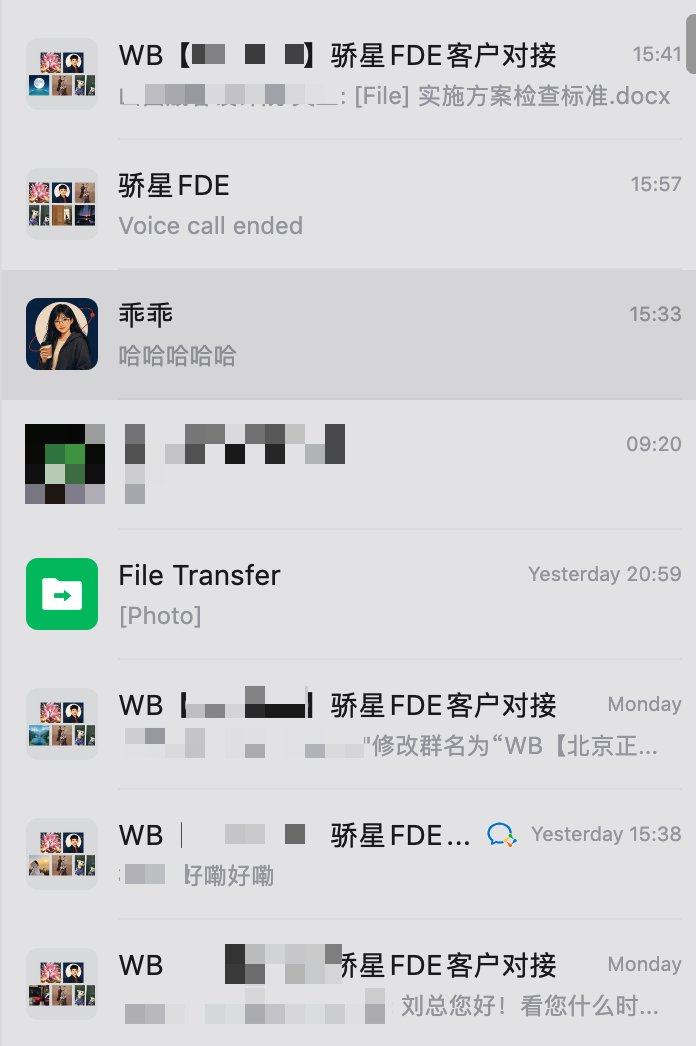 WB【 】骄星FDE客户对接
15:41
: [File] 实施方案检查标准.docx
骄星FDE
15:57
Voice call ended
乖乖
15:33
哈哈哈哈哈
09:20
File Transfer
Yesterday 20:59
[Photo]
WB 骄星FDE客户对接
Monday
"修改群名为“WB【北京正...
WB 骄星FDE...
Yesterday 15:38
好嘞好嘞
WB 骄星FDE客户对接
Monday
刘总您好！看您什么时...